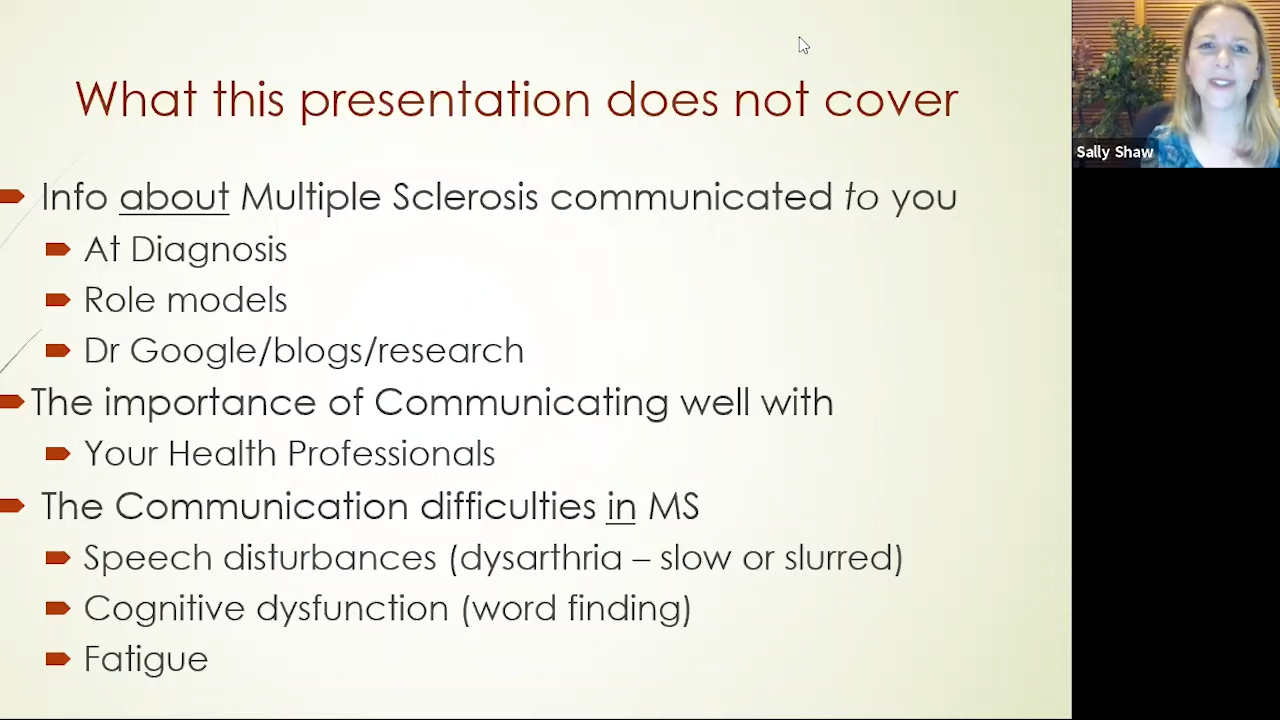 What this presentation does not cover
Info about Multiple Sclerosis communicated to you
At Diagnosis
Role models
Dr Google/blogs/research
The importance of Communicating well with
Your Health Professionals
The Communication difficulties in MS
Speech disturbances (dysarthria – slow or slurred)
Cognitive dysfunction (word finding)
Fatigue
Sally Shaw